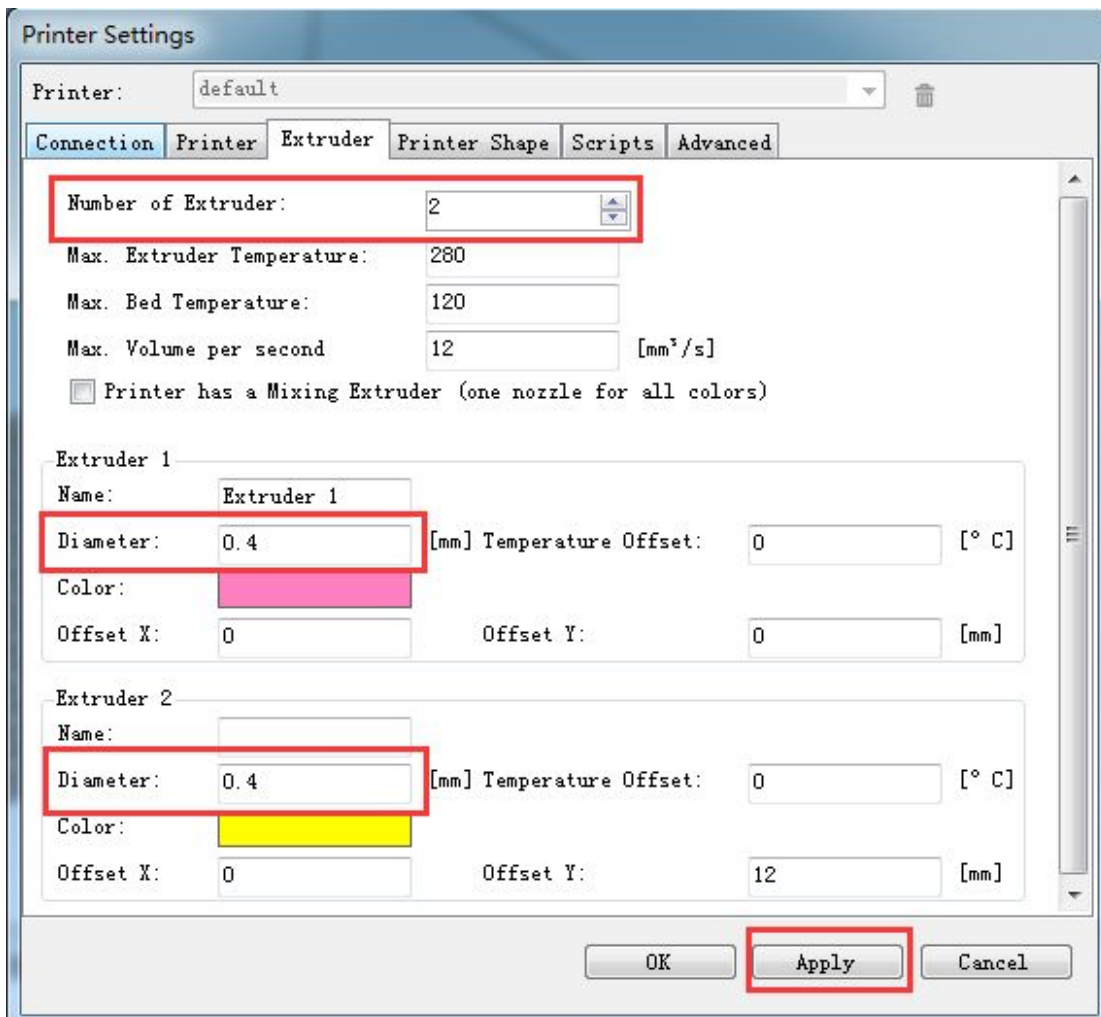 Printer Settings
Printer: default
Connection Printer Extruder Printer Shape Scripts Advanced
Number of Extruder: 2
Max. Extruder Temperature: 280
Max. Bed Temperature: 120
Max. Volume per second 12 [mm³/s]
Printer has a Mixing Extruder (one nozzle for all colors)
Extruder 1
Name: Extruder 1
Diameter: 0.4 [mm] Temperature Offset: 0 [° C]
Color:
Offset X: 0 Offset Y: 0 [mm]
Extruder 2
Name:
Diameter: 0.4 [mm] Temperature Offset: 0 [° C]
Color:
Offset X: 0 Offset Y: 12 [mm]
OK Apply Cancel